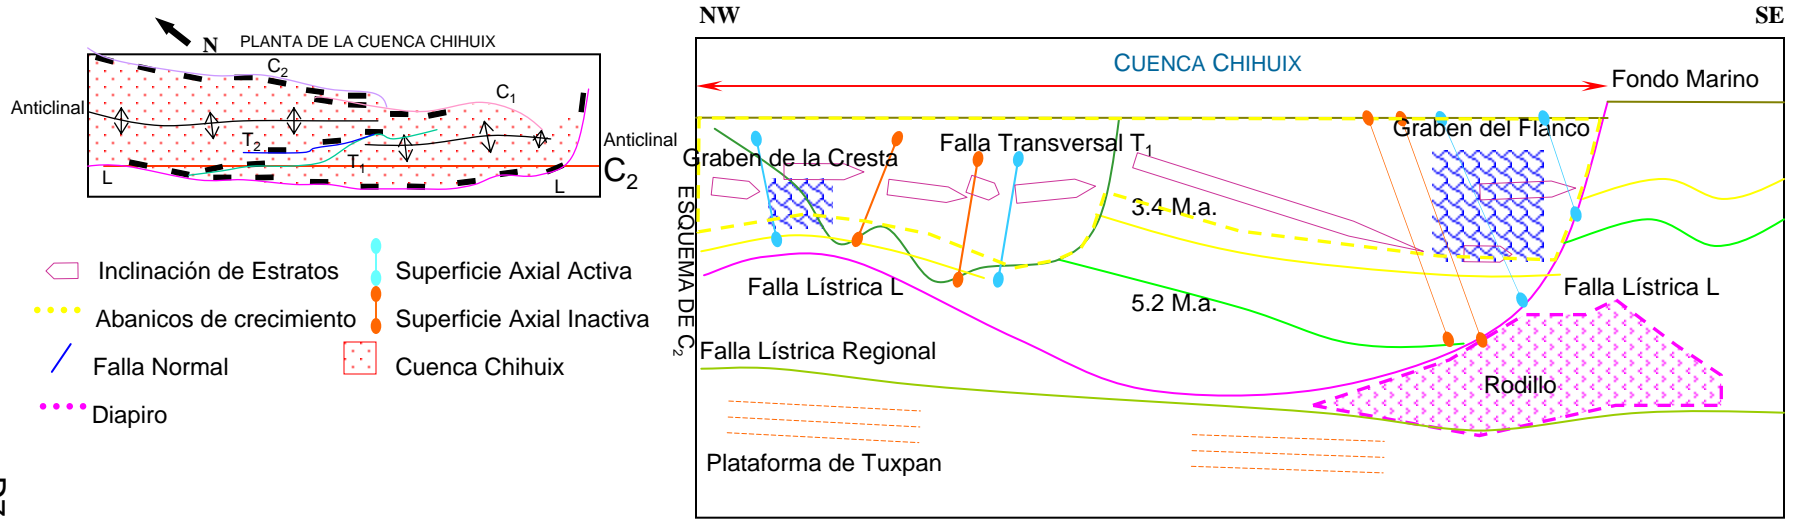 N
PLANTA DE LA CUENCA CHIHUIX
C2
C1
Anticlinal
Anticlinal
T2
T1
L
L
C2
Inclinación de Estratos
Abanicos de crecimiento
Falla Normal
Diapiro
Superficie Axial Activa
Superficie Axial Inactiva
Cuenca Chihuix
NW
SE
CUENCA CHIHUIX
Fondo Marino
Graben de la Cresta
Falla Transversal T1
Graben del Flanco
3.4 M.a.
ESQUEMA DE C2
Falla Lístrica L
5.2 M.a.
Falla Lístrica L
Falla Lístrica Regional
Rodillo
Plataforma de Tuxpan